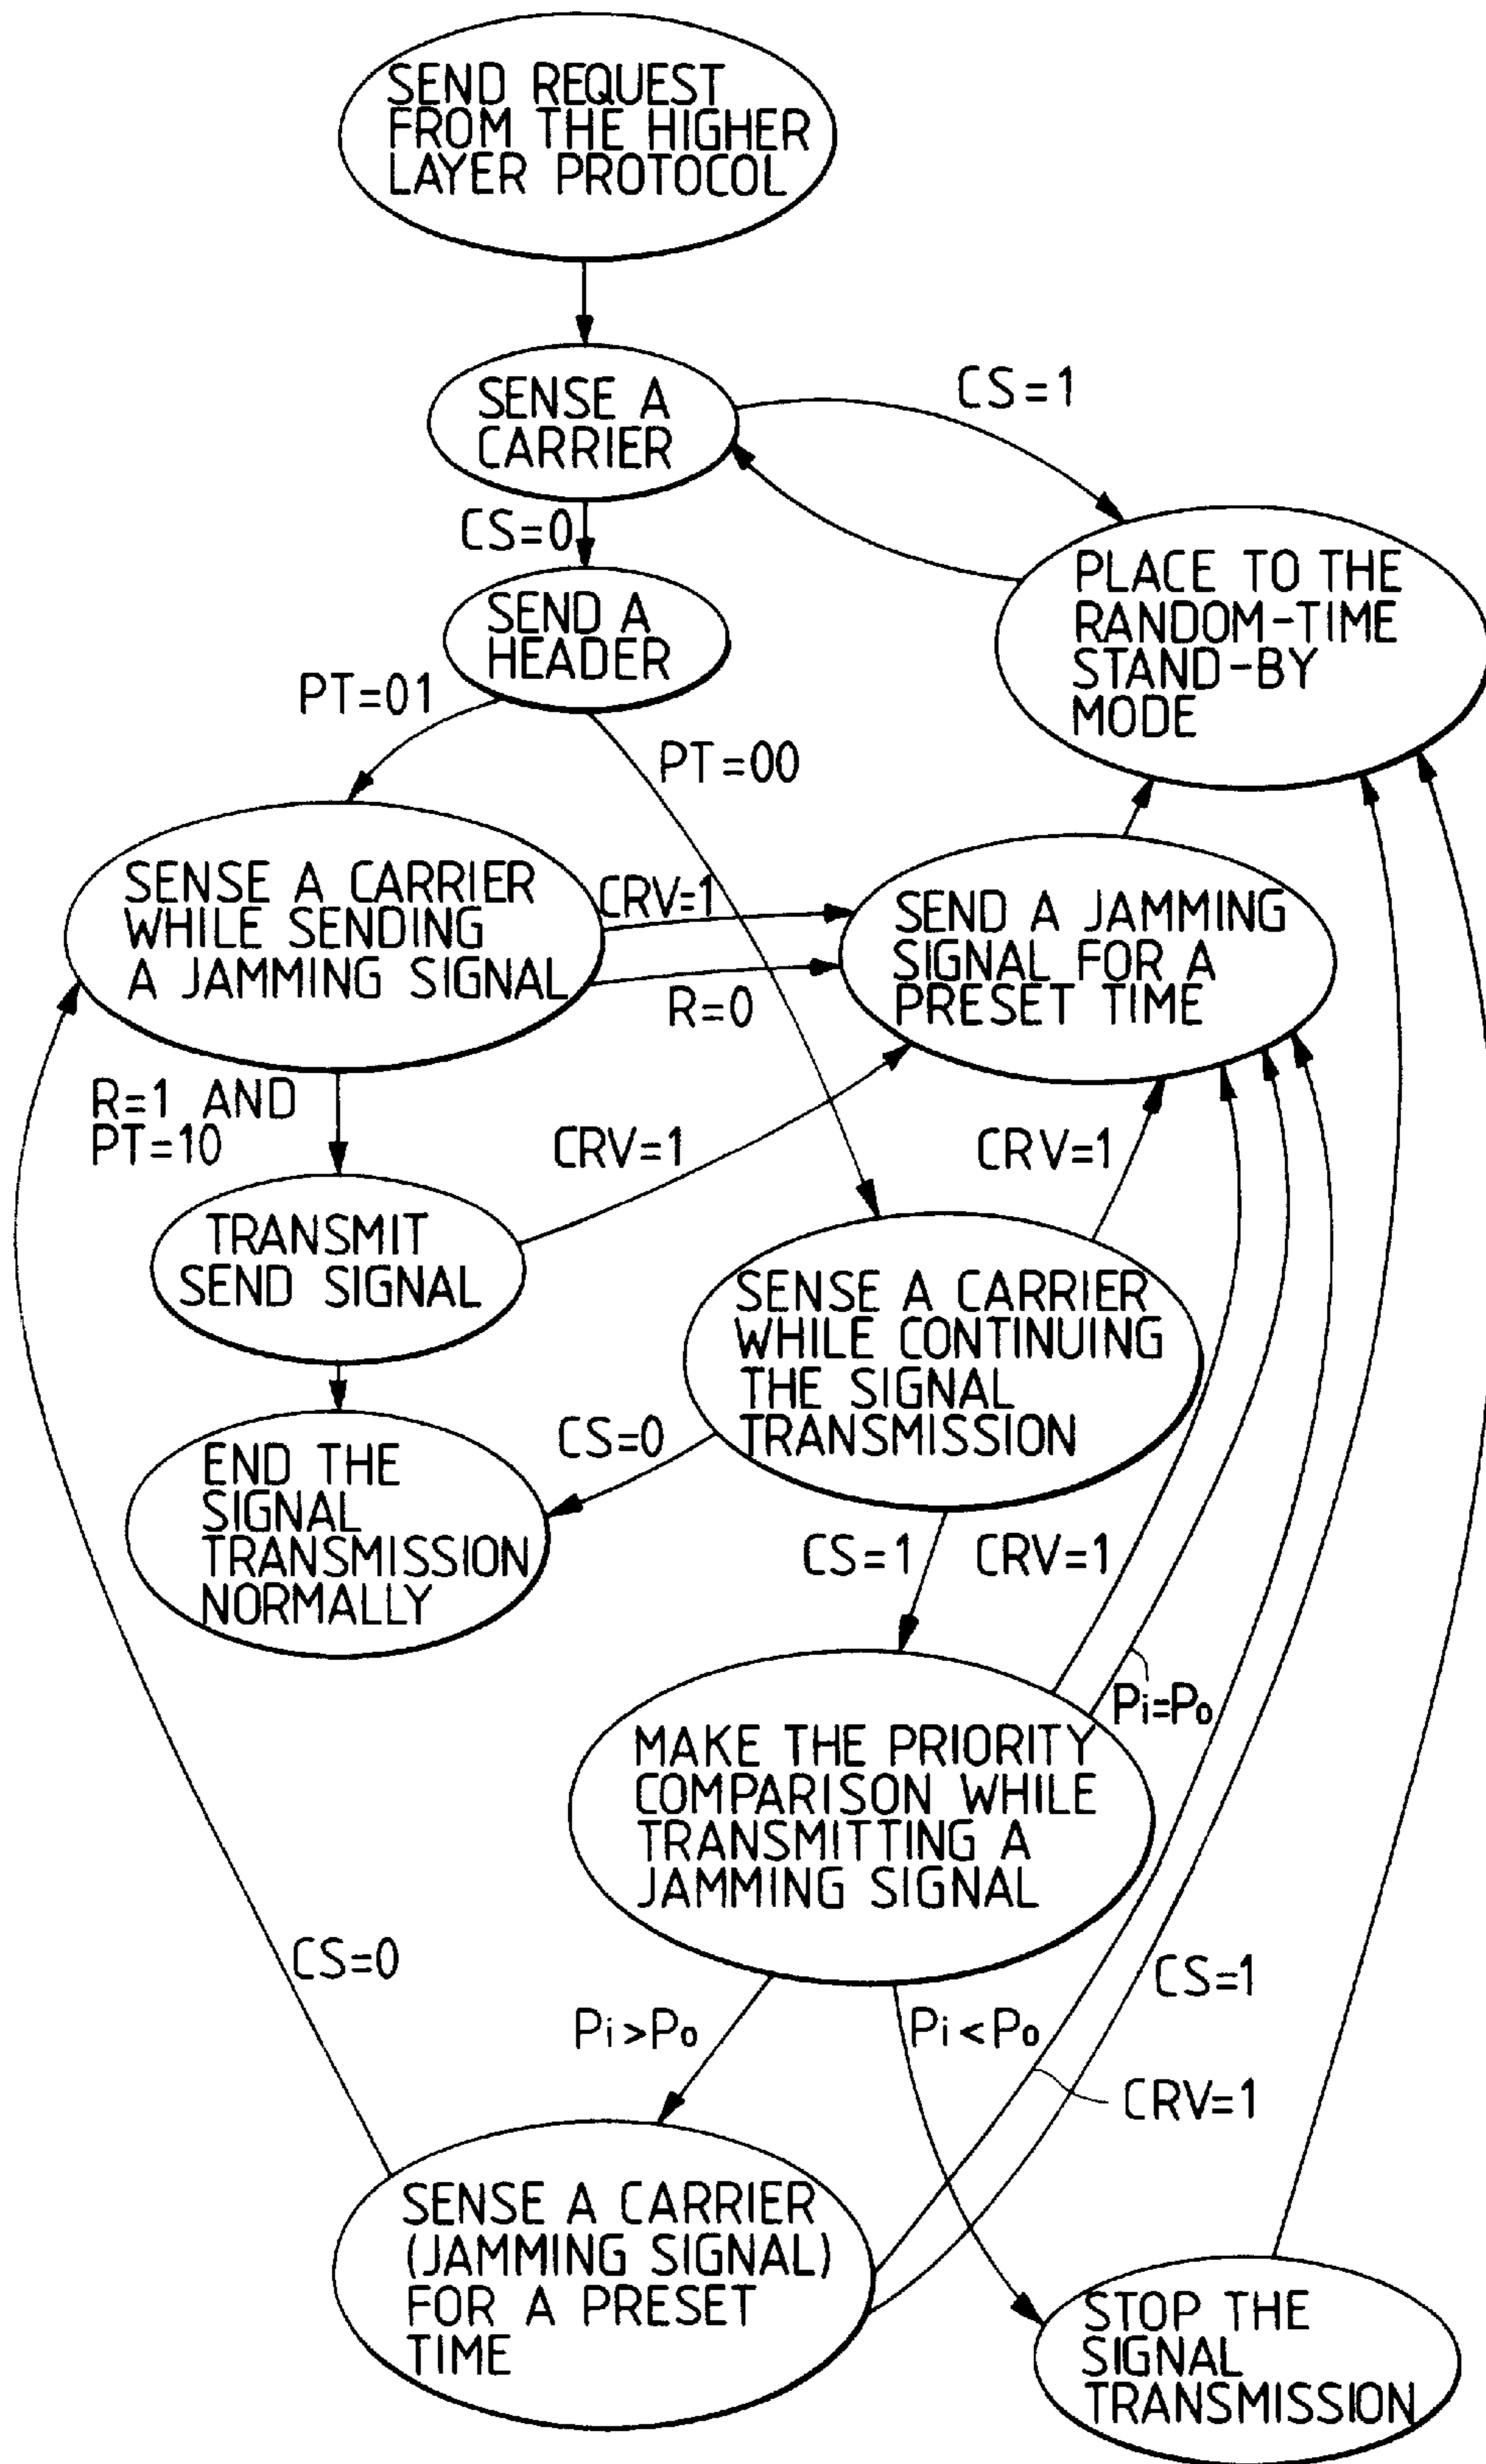 SEND REQUEST
FROM THE HIGHER
LAYER PROTOCOL
SENSE A
CARRIER
CS=1
CS=0
SEND A
HEADER
PLACE TO THE
RANDOM-TIME
STAND-BY
MODE
PT=01
PT=00
SENSE A CARRIER
WHILE SENDING
A JAMMING SIGNAL
CRV=1
R=0
SEND A JAMMING
SIGNAL FOR A
PRESET TIME
R=1 AND
PT=10
CRV=1
CRV=1
TRANSMIT
SEND SIGNAL
SENSE A CARRIER
WHILE CONTINUING
THE SIGNAL
TRANSMISSION
CS=0
END THE
SIGNAL
TRANSMISSION
NORMALLY
CS=1
CRV=1
Pi=Po
MAKE THE PRIORITY
COMPARISON WHILE
TRANSMITTING A
JAMMING SIGNAL
CS=0
CS=1
Pi>Po
Pi<Po
CRV=1
SENSE A CARRIER
(JAMMING SIGNAL)
FOR A PRESET
TIME
STOP THE
SIGNAL
TRANSMISSION